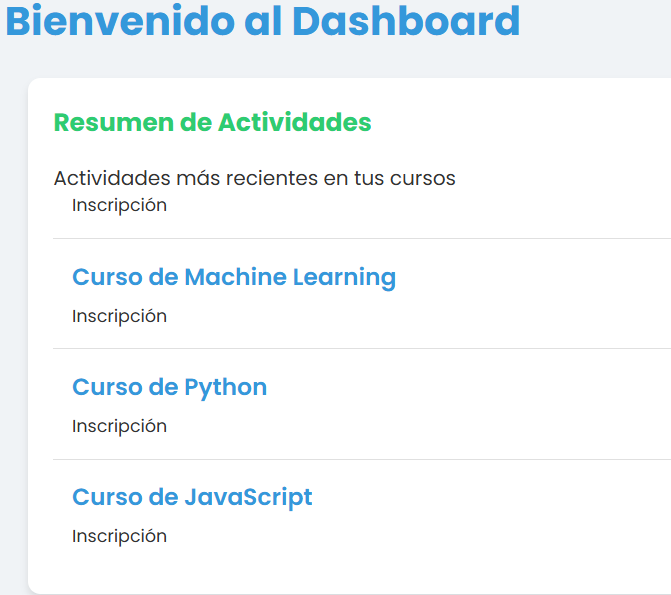 Bienvenido al Dashboard
Resumen de Actividades
Actividades más recientes en tus cursos
Inscripción
Curso de Machine Learning
Inscripción
Curso de Python
Inscripción
Curso de JavaScript
Inscripción